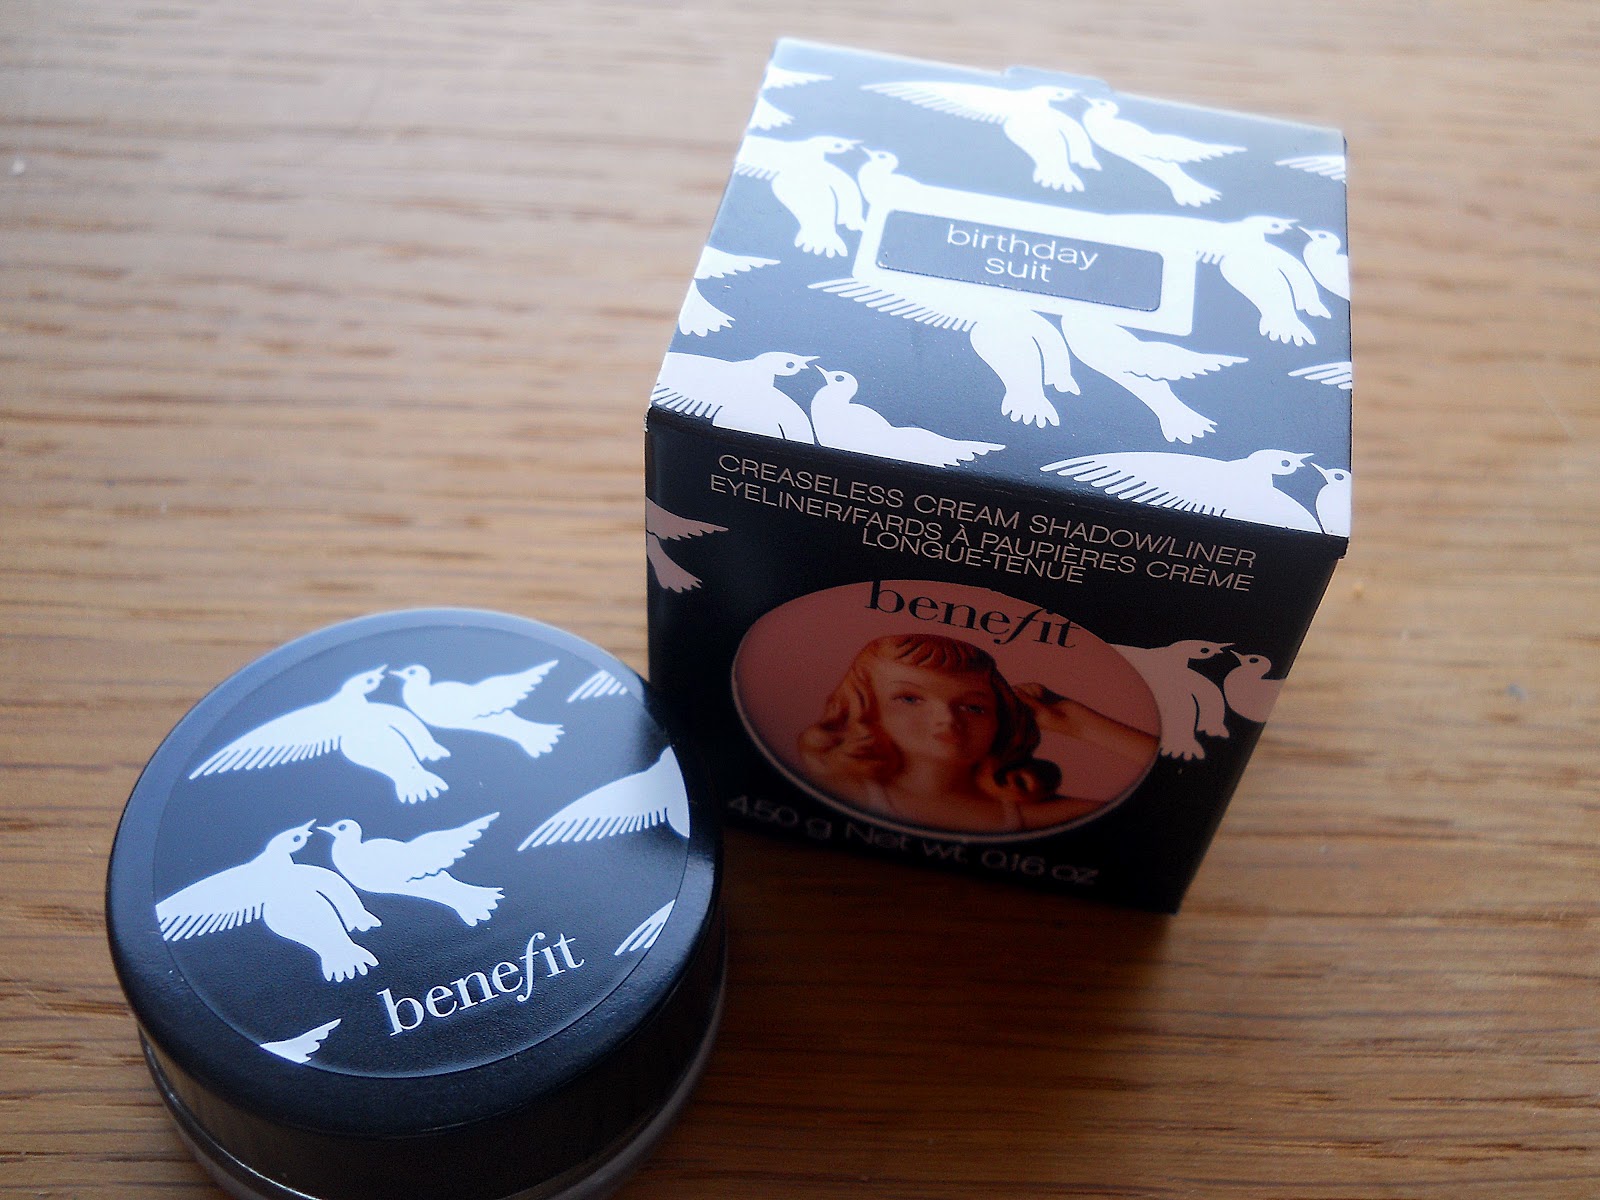 birthday
suit
CREASELESS CREAM SHADOW/LINER
EYELINER/FARDS À PAUPIÈRES CRÈME
LONGUE-TENUE
benefit
4.50 g Net wt. 0.16 oz
benefit